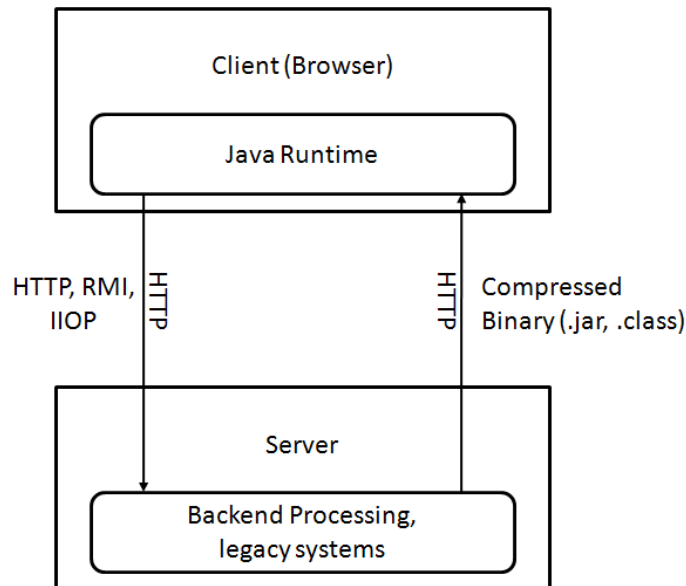 Client (Browser)
Java Runtime
HTTP, RMI,
IIOP
HTTP
HTTP
Compressed
Binary (.jar, .class)
Server
Backend Processing,
legacy systems